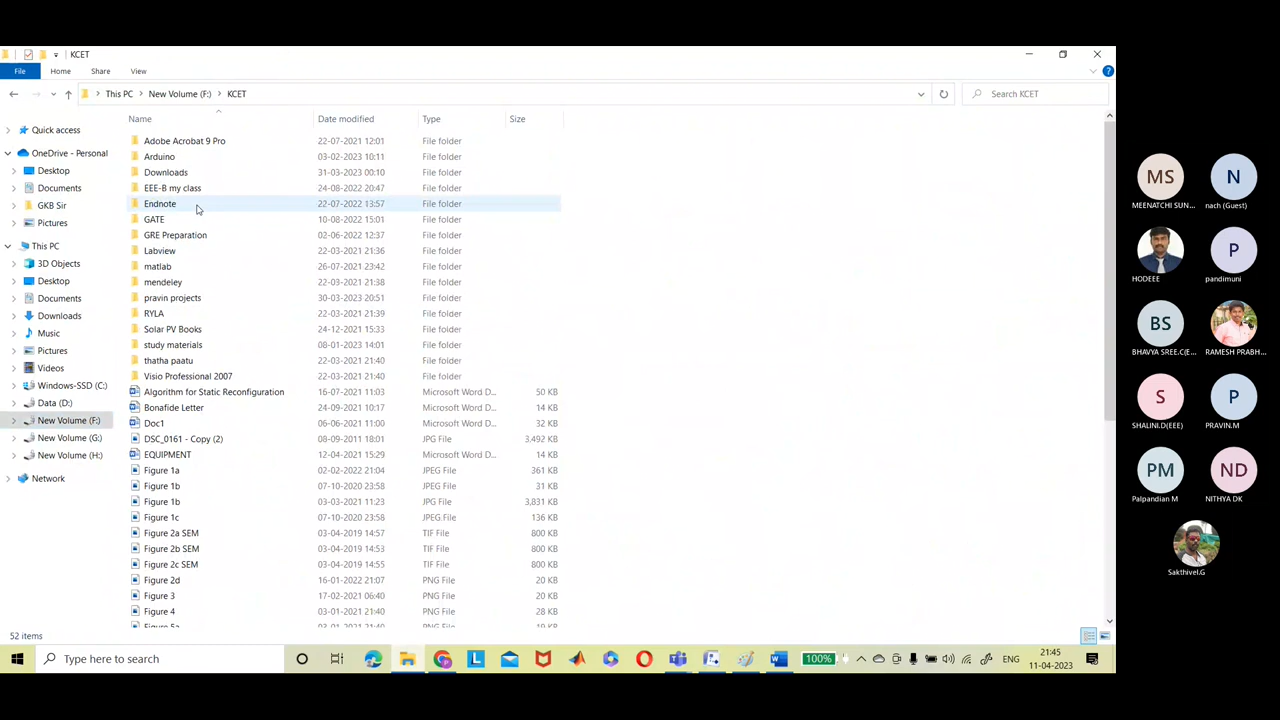 KCET
File Home Share View
This PC New Volume (F:) KCET
Search KCET
Name Date modified Type Size
Quick access
OneDrive - Personal
Desktop
Documents
GKB Sir
Pictures
This PC
3D Objects
Desktop
Documents
Downloads
Music
Pictures
Videos
Windows-SSD (C:)
Data (D:)
New Volume (F:)
New Volume (G:)
New Volume (H:)
Network
Adobe Acrobat 9 Pro 22-07-2021 12:01 File folder
Arduino 03-02-2023 10:11 File folder
Downloads 31-03-2023 00:10 File folder
EEE-B my class 24-08-2022 20:47 File folder
Endnote 22-07-2022 13:57 File folder
GATE 10-08-2022 15:01 File folder
GRE Preparation 02-06-2022 12:37 File folder
Labview 22-03-2021 21:36 File folder
matlab 26-07-2021 23:42 File folder
mendeley 22-03-2021 21:38 File folder
pravin projects 30-03-2023 20:51 File folder
RYLA 22-03-2021 21:39 File folder
Solar PV Books 24-12-2021 15:33 File folder
study materials 08-01-2023 14:01 File folder
thatha paatu 22-03-2021 21:40 File folder
Visio Professional 2007 22-03-2021 21:40 File folder
Algorithm for Static Reconfiguration 16-07-2021 11:03 Microsoft Word D... 50 KB
Bonafide Letter 24-09-2021 10:17 Microsoft Word D... 14 KB
Doc1 06-06-2021 11:00 Microsoft Word D... 32 KB
DSC_0161 - Copy (2) 08-09-2011 18:01 JPG File 3,492 KB
EQUIPMENT 12-04-2021 15:29 Microsoft Word D... 14 KB
Figure 1a 02-02-2022 21:04 JPEG File 361 KB
Figure 1b 07-10-2020 23:58 JPEG File 31 KB
Figure 1b 03-03-2021 11:23 JPG File 3,831 KB
Figure 1c 07-10-2020 23:58 JPEG File 136 KB
Figure 2a SEM 03-04-2019 14:57 TIF File 800 KB
Figure 2b SEM 03-04-2019 14:53 TIF File 800 KB
Figure 2c SEM 03-04-2019 14:55 TIF File 800 KB
Figure 2d 16-01-2022 21:07 PNG File 20 KB
Figure 3 17-02-2021 06:40 PNG File 20 KB
Figure 4 03-01-2021 21:40 PNG File 28 KB
52 items
Type here to search
100%
ENG
21:45
11-04-2023
MS
MEENATCHI SUN...
N
nach (Guest)
HODEEE
P
pandimuni
BS
BHAVYA SREE.C(E...
RAMESH PRABH...
S
SHALINI.D(EEE)
P
PRAVIN.M
PM
Palpandian M
ND
NITHYA DK
Sakthivel.G